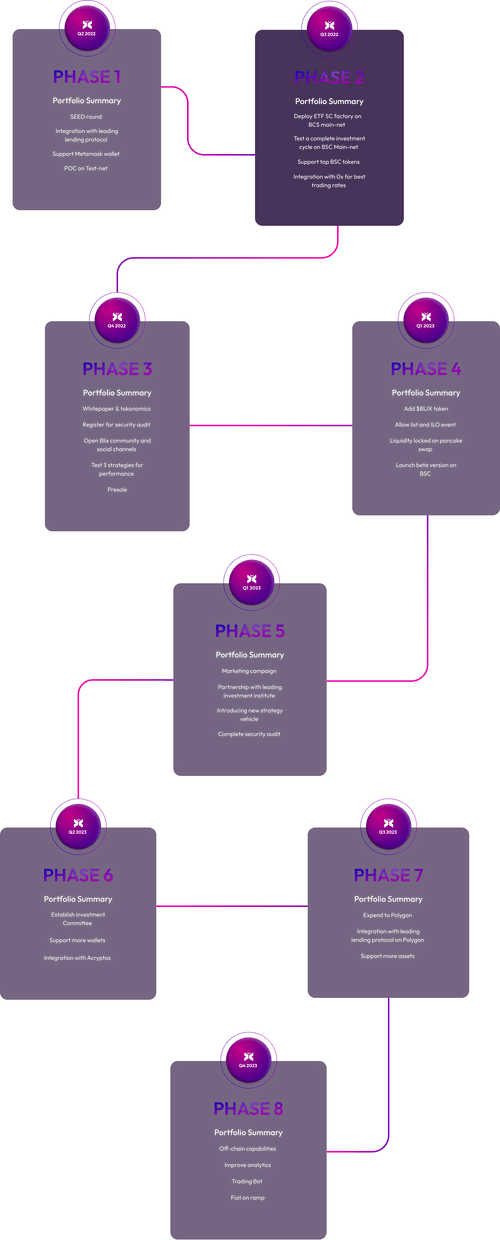 Q2 2022
PHASE 1
Portfolio Summary
SEED round
Integration with leading
lending protocol
Support Metamask wallet
POC on Test-net
Q3 2022
PHASE 2
Portfolio Summary
Deploy ETF SC factory on
BCS main-net
Test a complete investment
cycle on BSC Main-net
Support top BSC tokens
Integration with 0x for best
trading rates
Q4 2022
PHASE 3
Portfolio Summary
Whitepaper & tokonomics
Register for security audit
Open Blix community and
social channels
Test 3 strategies for
performance
Presale
Q1 2023
PHASE 4
Portfolio Summary
Add $BLIX token
Allow list and ILO event
Liquidity locked on pancake
swap
Launch beta version on
BSC
Q1 2023
PHASE 5
Portfolio Summary
Marketing campaign
Partnership with leading
investment institute
Introducing new strategy
vehicle
Complete security audit
Q2 2023
PHASE 6
Portfolio Summary
Establish investment
Committee
Support more wallets
Integration with Acryptos
Q3 2023
PHASE 7
Portfolio Summary
Expend to Polygon
Integration with leading
lending protocol on Polygon
Support more assets
Q4 2023
PHASE 8
Portfolio Summary
Off-chain capabilities
Improve analytics
Trading Bot
Fiat on ramp